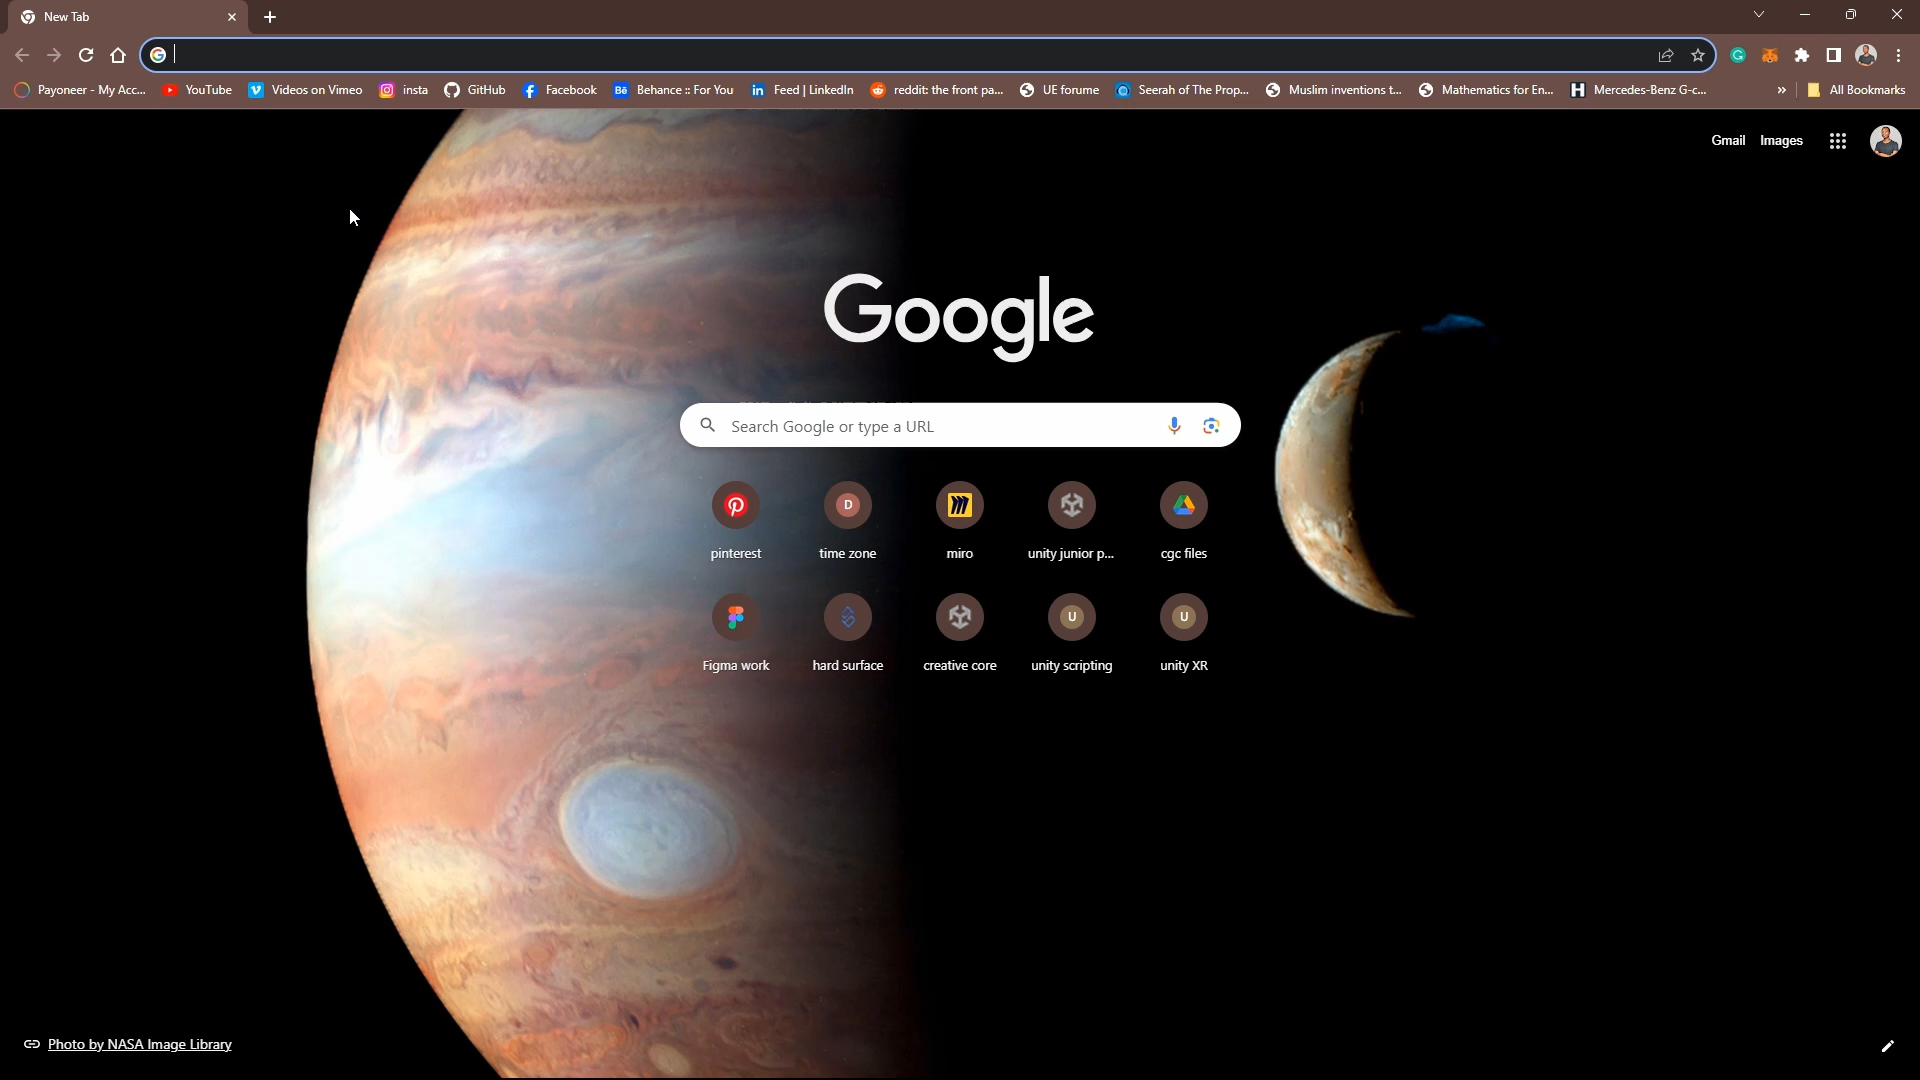 New Tab
Payoneer - My Acc... YouTube Videos on Vimeo insta GitHub Facebook Behance :: For You Feed | LinkedIn reddit: the front pa... UE forume Seerah of The Prop... Muslim inventions t... Mathematics for En... Mercedes-Benz G-c... » All Bookmarks
Gmail Images
Google
Search Google or type a URL
D
pinterest time zone miro unity junior p... cgc files
U U
Figma work hard surface creative core unity scripting unity XR
Photo by NASA Image Library